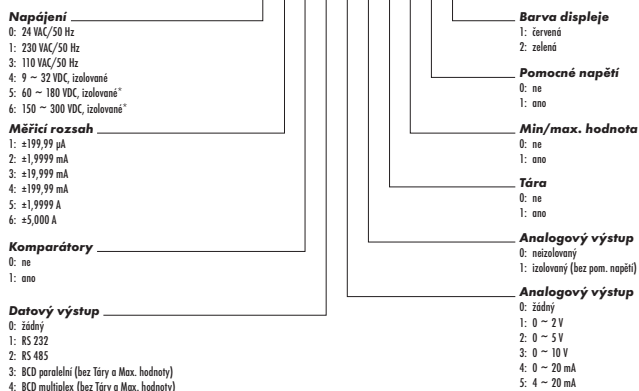 Napájení
0: 24 VAC/50 Hz
1: 230 VAC/50 Hz
3: 110 VAC/50 Hz
4: 9 ~ 32 VDC, izolované
5: 60 ~ 180 VDC, izolované*
6: 150 ~ 300 VDC, izolované*
Měřicí rozsah
1: ±199,99 µA
2: ±1,9999 mA
3: ±19,999 mA
4: ±199,99 mA
5: ±1,9999 A
6: ±5,000 A
Komparátory
0: ne
1: ano
Datový výstup
0: žádný
1: RS 232
2: RS 485
3: BCD paralelní (bez Táry a Max. hodnoty)
4: BCD multiplex (bez Táry a Max. hodnoty)
Barva displeje
1: červená
2: zelená
Pomocné napětí
0: ne
1: ano
Min/max. hodnota
0: ne
1: ano
Tára
0: ne
1: ano
Analogový výstup
0: neizolovaný
1: izolovaný (bez pom. napětí)
Analogový výstup
0: žádný
1: 0 ~ 2 V
2: 0 ~ 5 V
3: 0 ~ 10 V
4: 0 ~ 20 mA
5: 4 ~ 20 mA